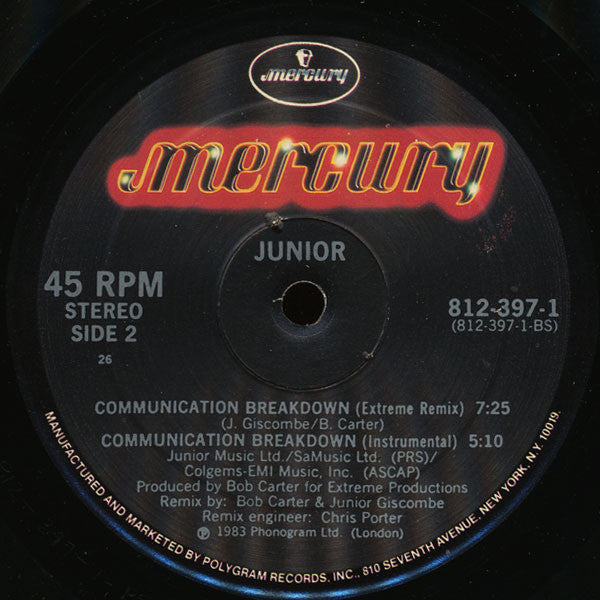 mercury
mercury
JUNIOR
45 RPM
STEREO
SIDE 2
26
812-397-1
(812-397-1-BS)
COMMUNICATION BREAKDOWN (Extreme Remix) 7:25
(J. Giscombe/B. Carter)
COMMUNICATION BREAKDOWN (Instrumental) 5:10
Junior Music Ltd./SaMusic Ltd. (PRS)/
Colgems-EMI Music, Inc. (ASCAP)
Produced by Bob Carter for Extreme Productions
Remix by: Bob Carter & Junior Giscombe
Remix engineer: Chris Porter
℗ 1983 Phonogram Ltd. (London)
MANUFACTURED AND MARKETED BY POLYGRAM RECORDS, INC., 810 SEVENTH AVENUE, NEW YORK, N.Y. 10019.